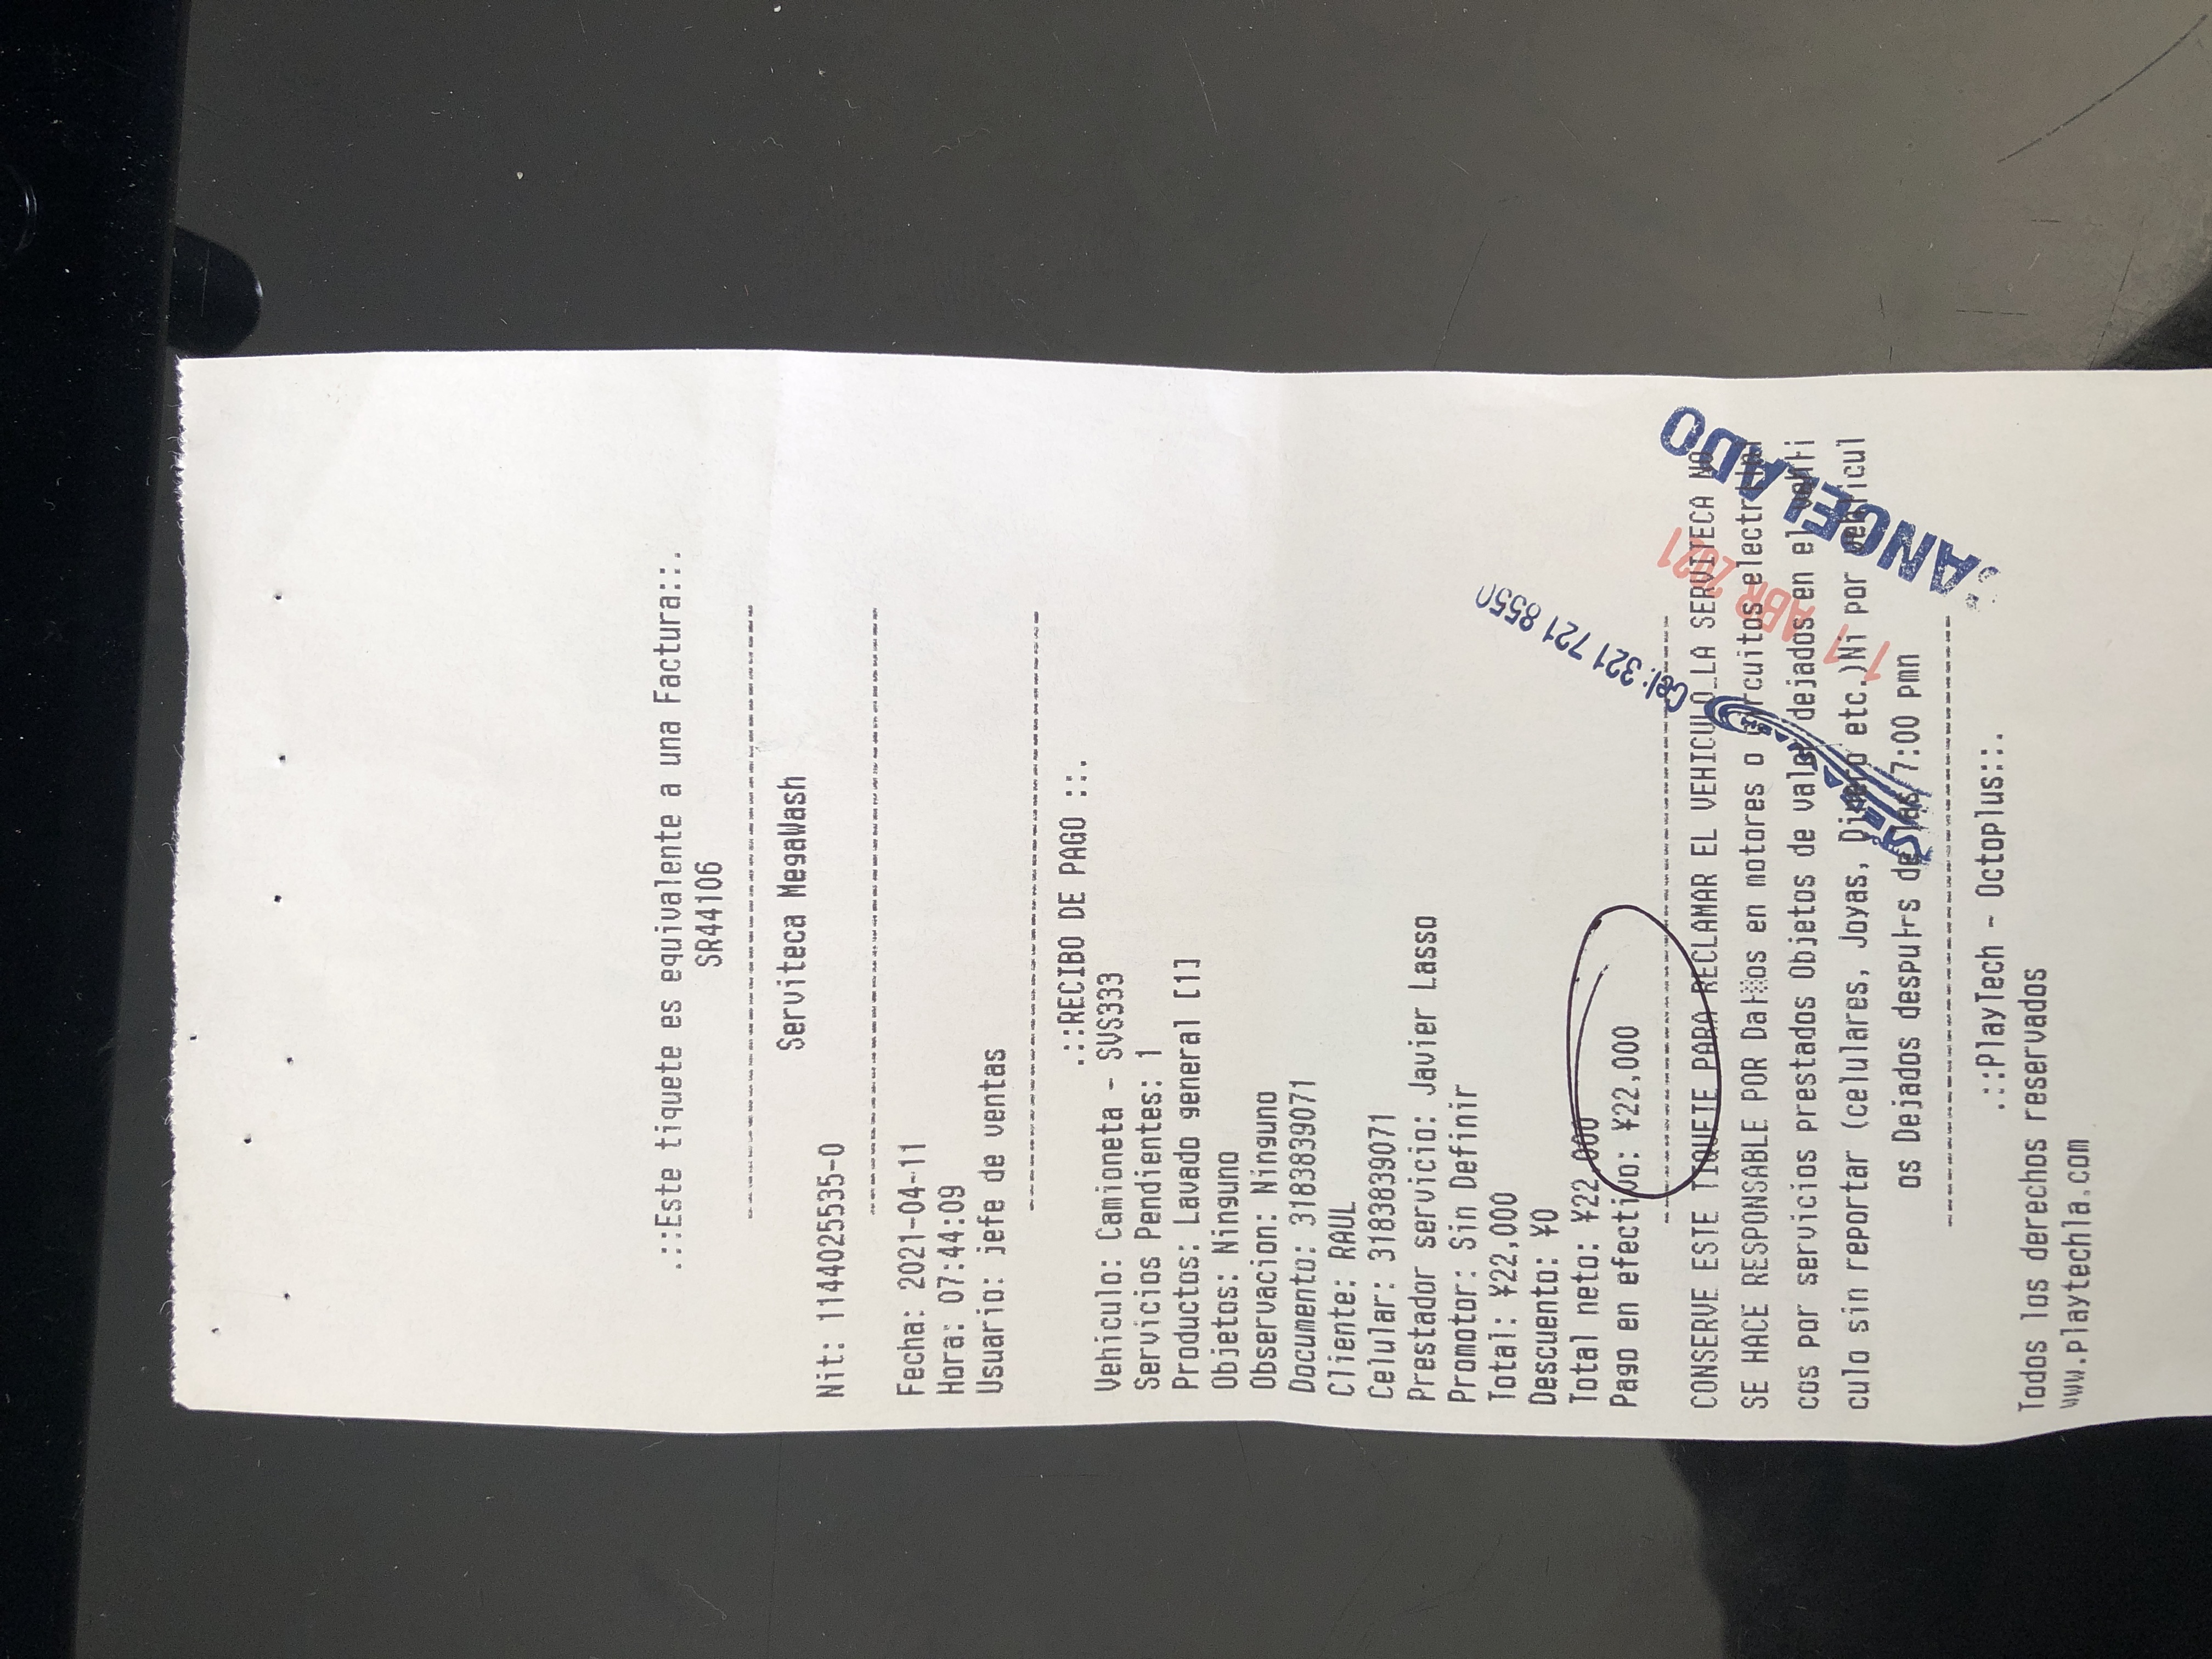 .::Este tiquete es equivalente a una Factura::.
SR44106
Serviteca MegaWash
Nit: 1144025535-0
Fecha: 2021-04-11
Hora: 07:44:09
Usuario: jefe de ventas
.::RECIBO DE PAGO ::.
Vehiculo: Camioneta - SVS333
Servicios Pendientes: 1
Productos: Lavado general [1]
Objetos: Ninguno
Observacion: Ninguno
Documento: 3183839071
Cliente: RAUL
Celular: 3183839071
Prestador servicio: Javier Lasso
Promotor: Sin Definir
Total: ¥22,000
Descuento: ¥0
Total neto: ¥22,000
Pago en efectivo: ¥22,000
CONSERVE ESTE TIQUETE PARA RECLAMAR EL VEHICULO LA SERVITECA NO
SE HACE RESPONSABLE POR en motores o
cos por servicios prestados Objetos de valor dejados en el
culo sin reportar (celulares, Joyas, Dinero etc.)Ni por vehicul
os Dejados de las 7:00 pmn
.::PlayTech - Octoplus::.
Todos los derechos reservados
www.playtechla.com
Cel: 321 721 8550
11 ABR 2021
CANCELADO